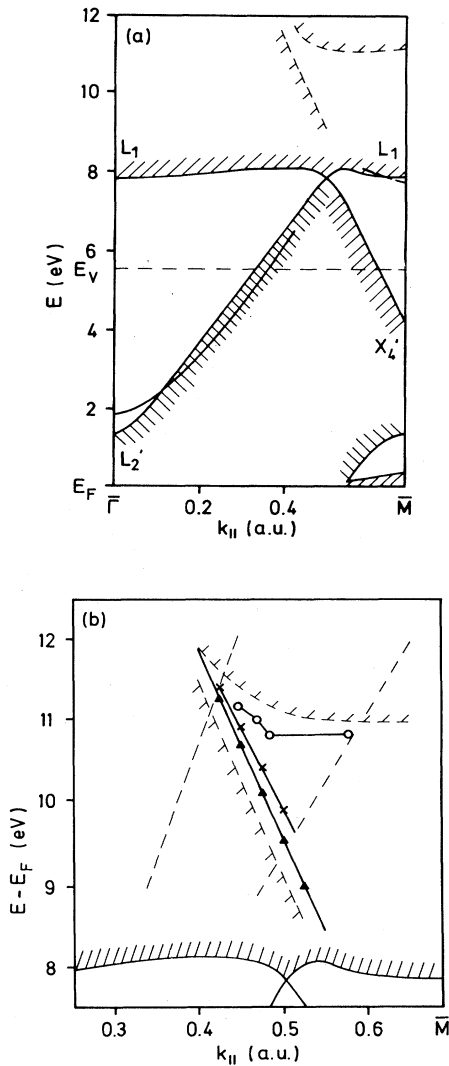 12
(a)
10
L1
L1
8
6
EV
E (eV)
4
X4'
2
L2'
EF
Γ̄
0.2
0.4
M̄
k|| (a.u.)
(b)
12
11
10
E - EF (eV)
9
8
0.3
0.4
0.5
0.6
M̄
k|| (a.u.)